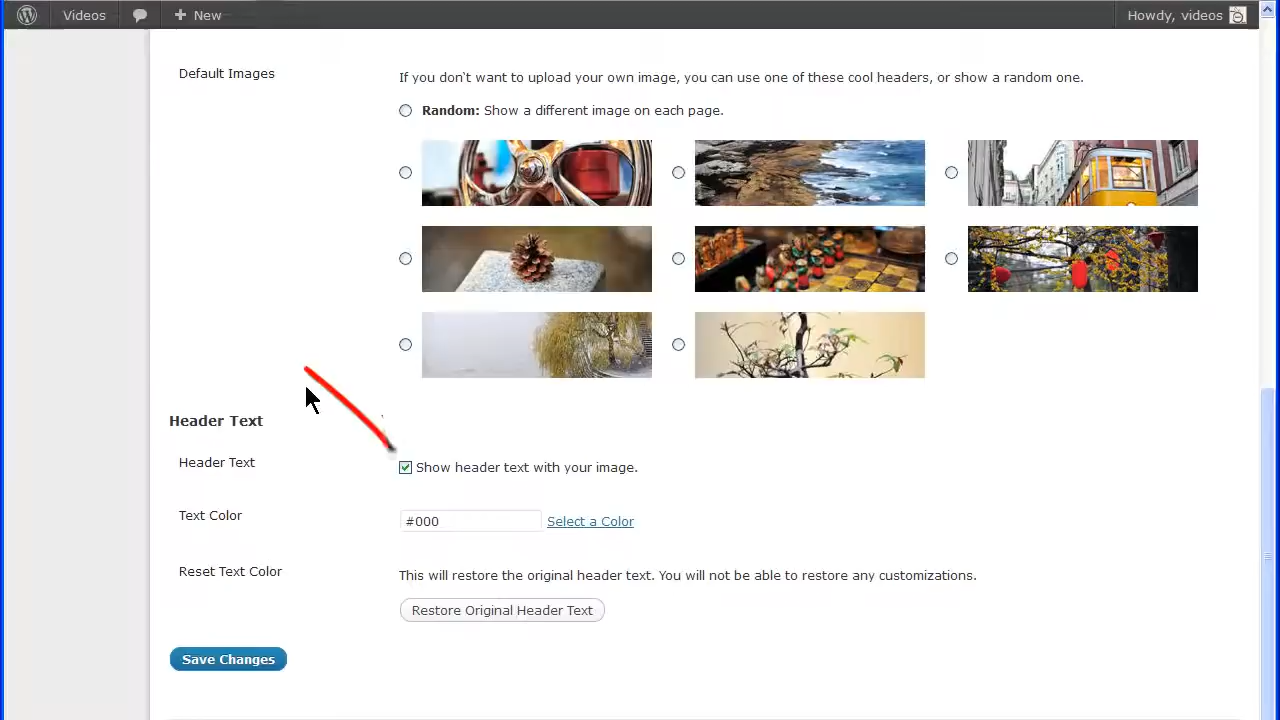 Videos New Howdy, videos
Default Images
If you don't want to upload your own image, you can use one of these cool headers, or show a random one.
Random: Show a different image on each page.
Header Text
Header Text
Show header text with your image.
Text Color
#000 Select a Color
Reset Text Color
This will restore the original header text. You will not be able to restore any customizations.
Restore Original Header Text
Save Changes